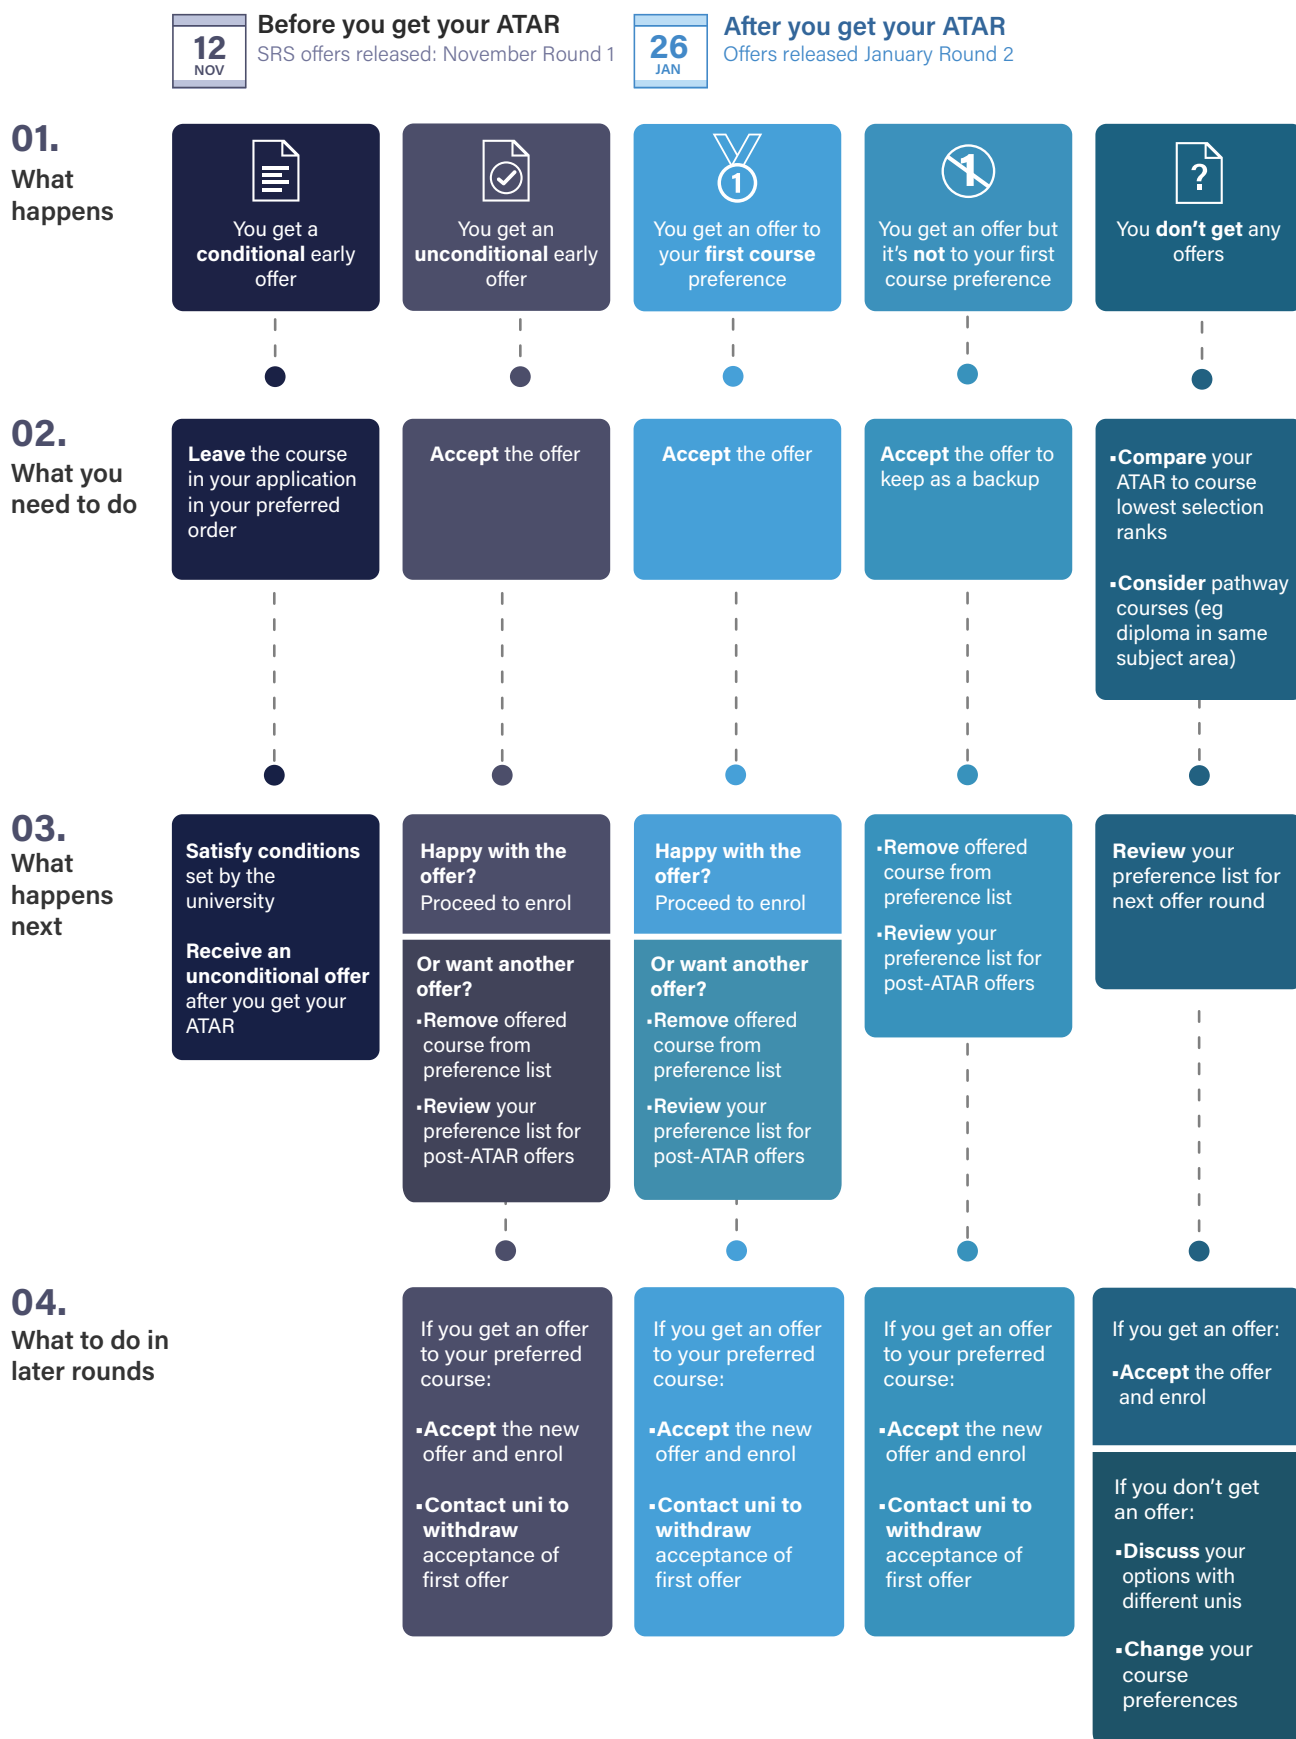 12
NOV
Before you get your ATAR
SRS offers released: November Round 1
26
JAN
After you get your ATAR
Offers released January Round 2
01.
What
happens
You get a
conditional early
offer
You get an
unconditional early
offer
1
You get an offer to
your first course
preference
1
You get an offer but
it's not to your first
course preference
?
You don't get any
offers
02.
What you
need to do
Leave the course
in your application
in your preferred
order
Accept the offer
Accept the offer
Accept the offer to
keep as a backup
▪Compare your
ATAR to course
lowest selection
ranks
▪Consider pathway
courses (eg
diploma in same
subject area)
03.
What
happens
next
Satisfy conditions
set by the
university
Receive an
unconditional offer
after you get your
ATAR
Happy with the
offer?
Proceed to enrol
Or want another
offer?
▪Remove offered
course from
preference list
▪Review your
preference list for
post-ATAR offers
Happy with the
offer?
Proceed to enrol
Or want another
offer?
▪Remove offered
course from
preference list
▪Review your
preference list for
post-ATAR offers
▪Remove offered
course from
preference list
▪Review your
preference list for
post-ATAR offers
Review your
preference list for
next offer round
04.
What to do in
later rounds
If you get an offer
to your preferred
course:
▪Accept the new
offer and enrol
▪Contact uni to
withdraw
acceptance of
first offer
If you get an offer
to your preferred
course:
▪Accept the new
offer and enrol
▪Contact uni to
withdraw
acceptance of
first offer
If you get an offer
to your preferred
course:
▪Accept the new
offer and enrol
▪Contact uni to
withdraw
acceptance of
first offer
If you get an offer:
▪Accept the offer
and enrol
If you don't get
an offer:
▪Discuss your
options with
different unis
▪Change your
course
preferences